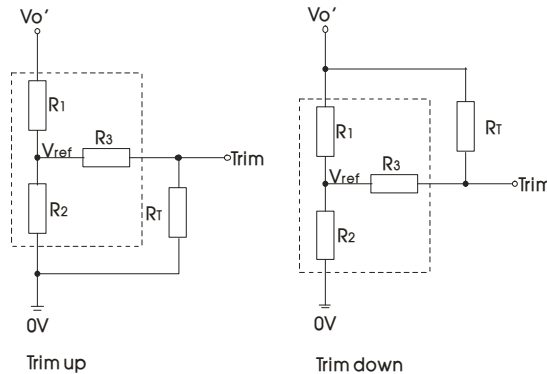 Vo'
R1
R3
Vref
Trim
R2
RT
0V
Trim up
Vo'
R1
RT
R3
Vref
Trim
R2
0V
Trim down